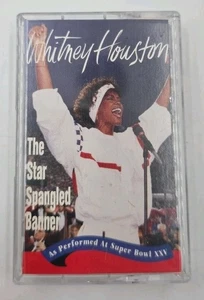 Whitney Houston
The
Star
Spangled
Banner
As Performed At Super Bowl XXV